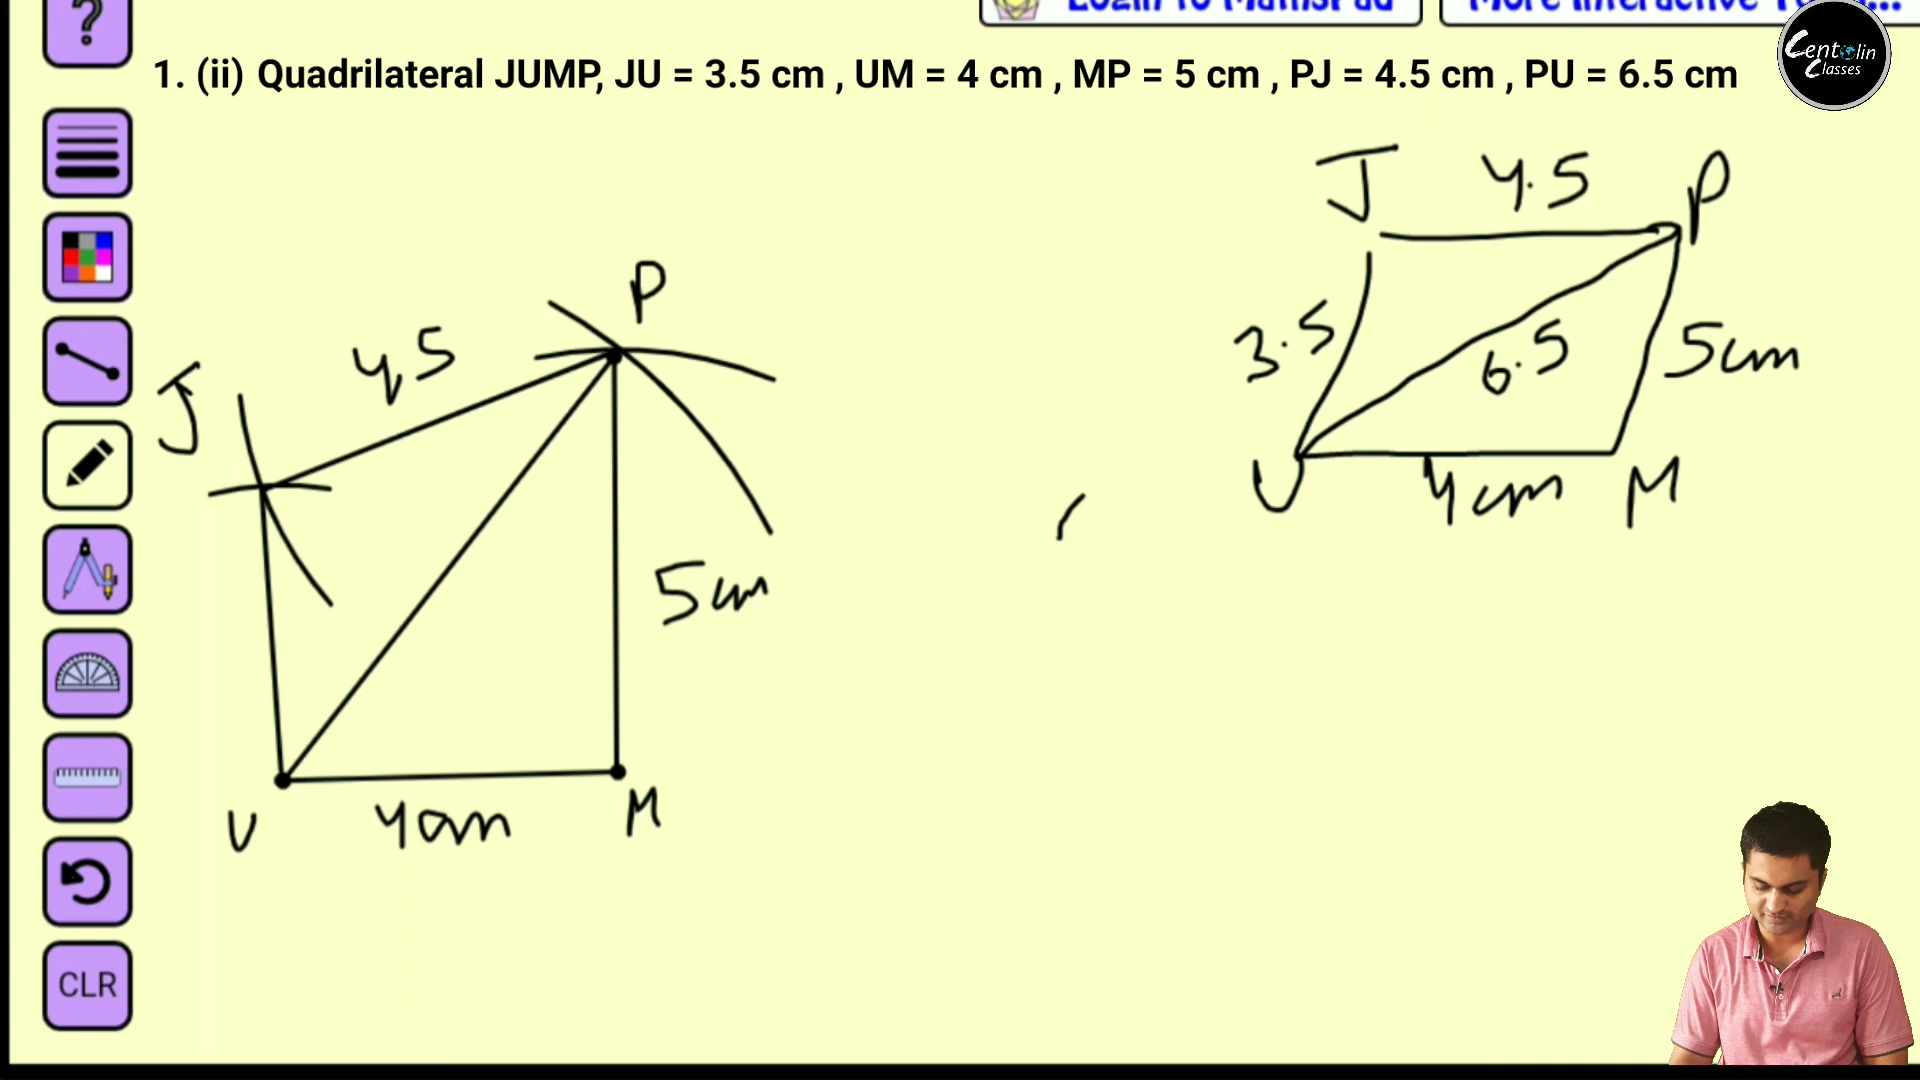 ?
1. (ii) Quadrilateral JUMP, JU = 3.5 cm , UM = 4 cm , MP = 5 cm , PJ = 4.5 cm , PU = 6.5 cm
Centolin
Classes
J 4.5 P
3.5 6.5 5cm
U 4cm M
P
4.5
J
5cm
U 4cm M
CLR